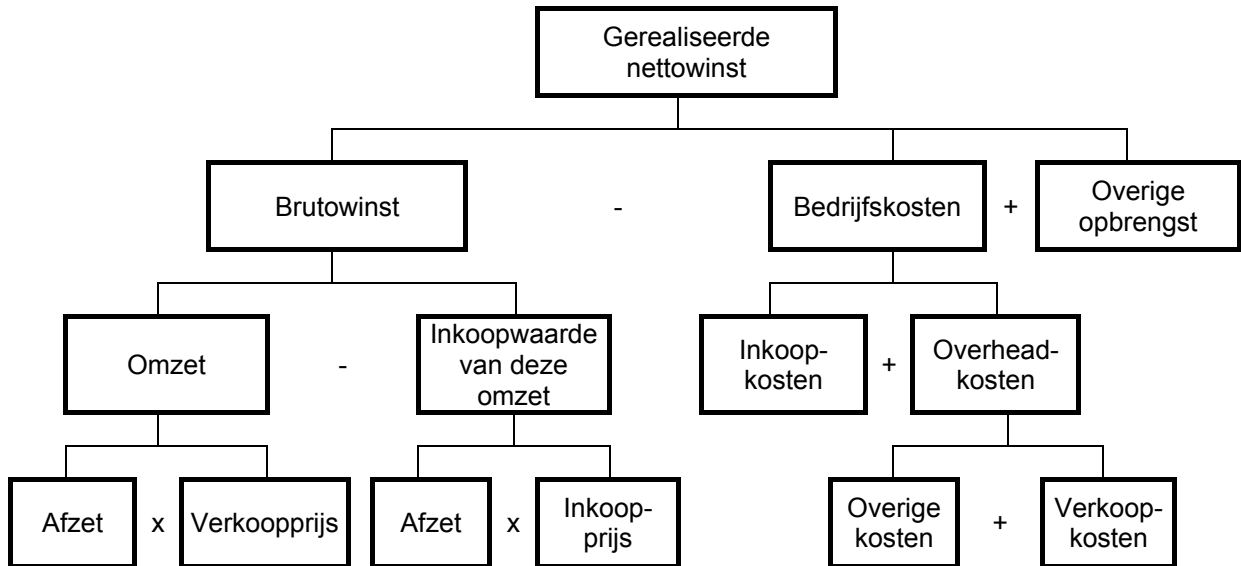 Gerealiseerde
nettowinst
Brutowinst
-
Bedrijfskosten
+
Overige
opbrengst
Omzet
-
Inkoopwaarde
van deze
omzet
Inkoop-
kosten
+
Overhead-
kosten
Afzet
x
Verkoopprijs
Afzet
x
Inkoop-
prijs
Overige
kosten
+
Verkoop-
kosten